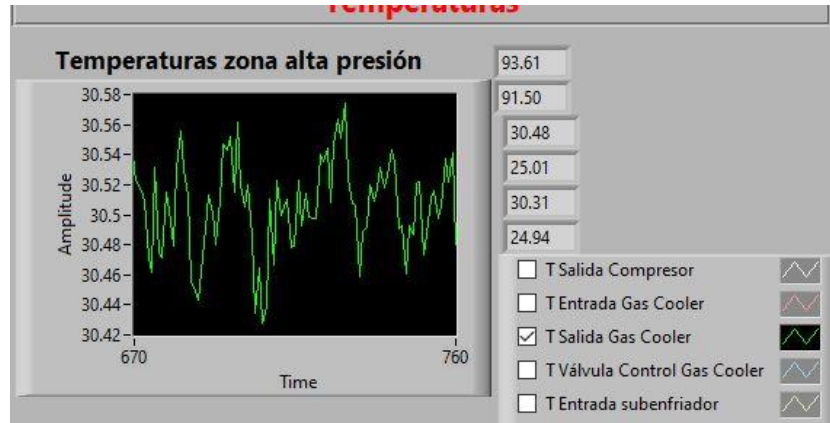 Temperaturas
Temperaturas zona alta presión
93.61
91.50
30.48
25.01
30.31
24.94
30.58
30.56
30.54
30.52
30.5
30.48
30.46
30.44
30.42
Amplitude
670
760
Time
T Salida Compresor
T Entrada Gas Cooler
T Salida Gas Cooler
T Válvula Control Gas Cooler
T Entrada subenfriador